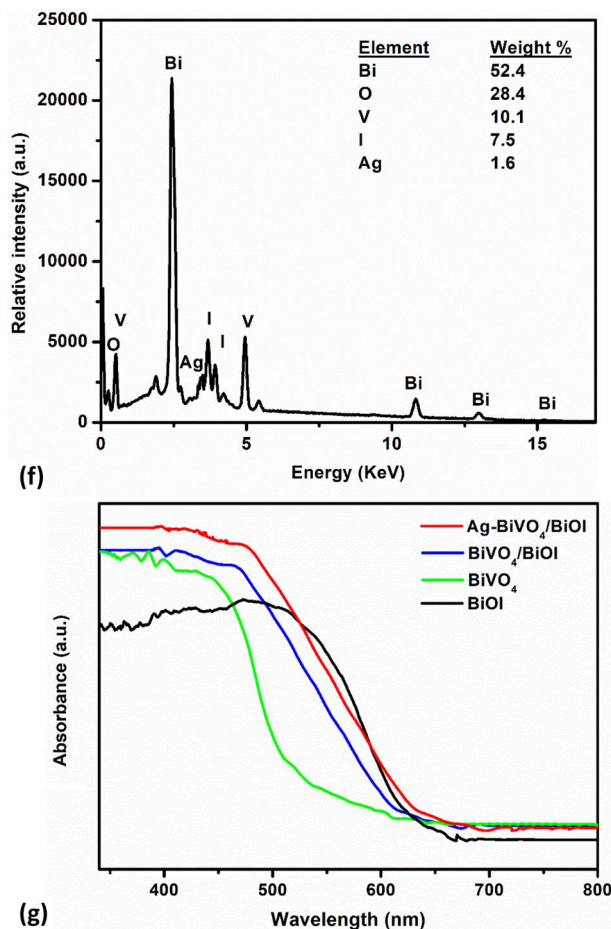 25000
20000
15000
10000
5000
0
Relative intensity (a.u.)
Element Weight %
Bi 52.4
O 28.4
V 10.1
I 7.5
Ag 1.6
Bi
V
O
Ag
I
I
V
Bi
Bi
Bi
0 5 10 15
Energy (KeV)
(f)
Ag-BiVO₄/BiOI
BiVO₄/BiOI
BiVO₄
BiOI
Absorbance (a.u.)
400 500 600 700 800
Wavelength (nm)
(g)